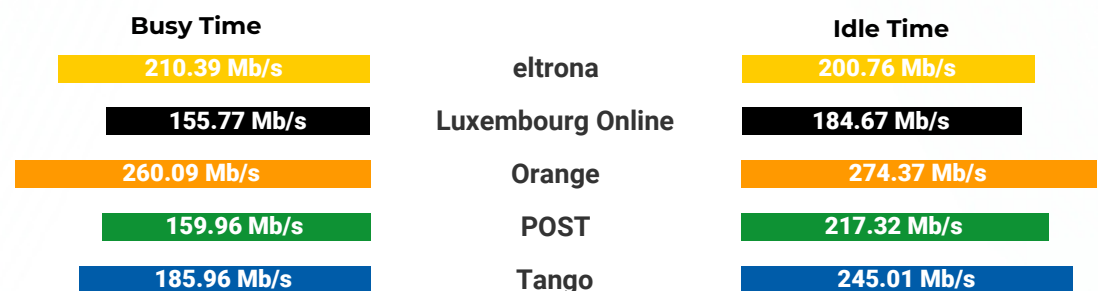 Busy Time Idle Time
210.39 Mb/s eltrona 200.76 Mb/s
155.77 Mb/s Luxembourg Online 184.67 Mb/s
260.09 Mb/s Orange 274.37 Mb/s
159.96 Mb/s POST 217.32 Mb/s
185.96 Mb/s Tango 245.01 Mb/s